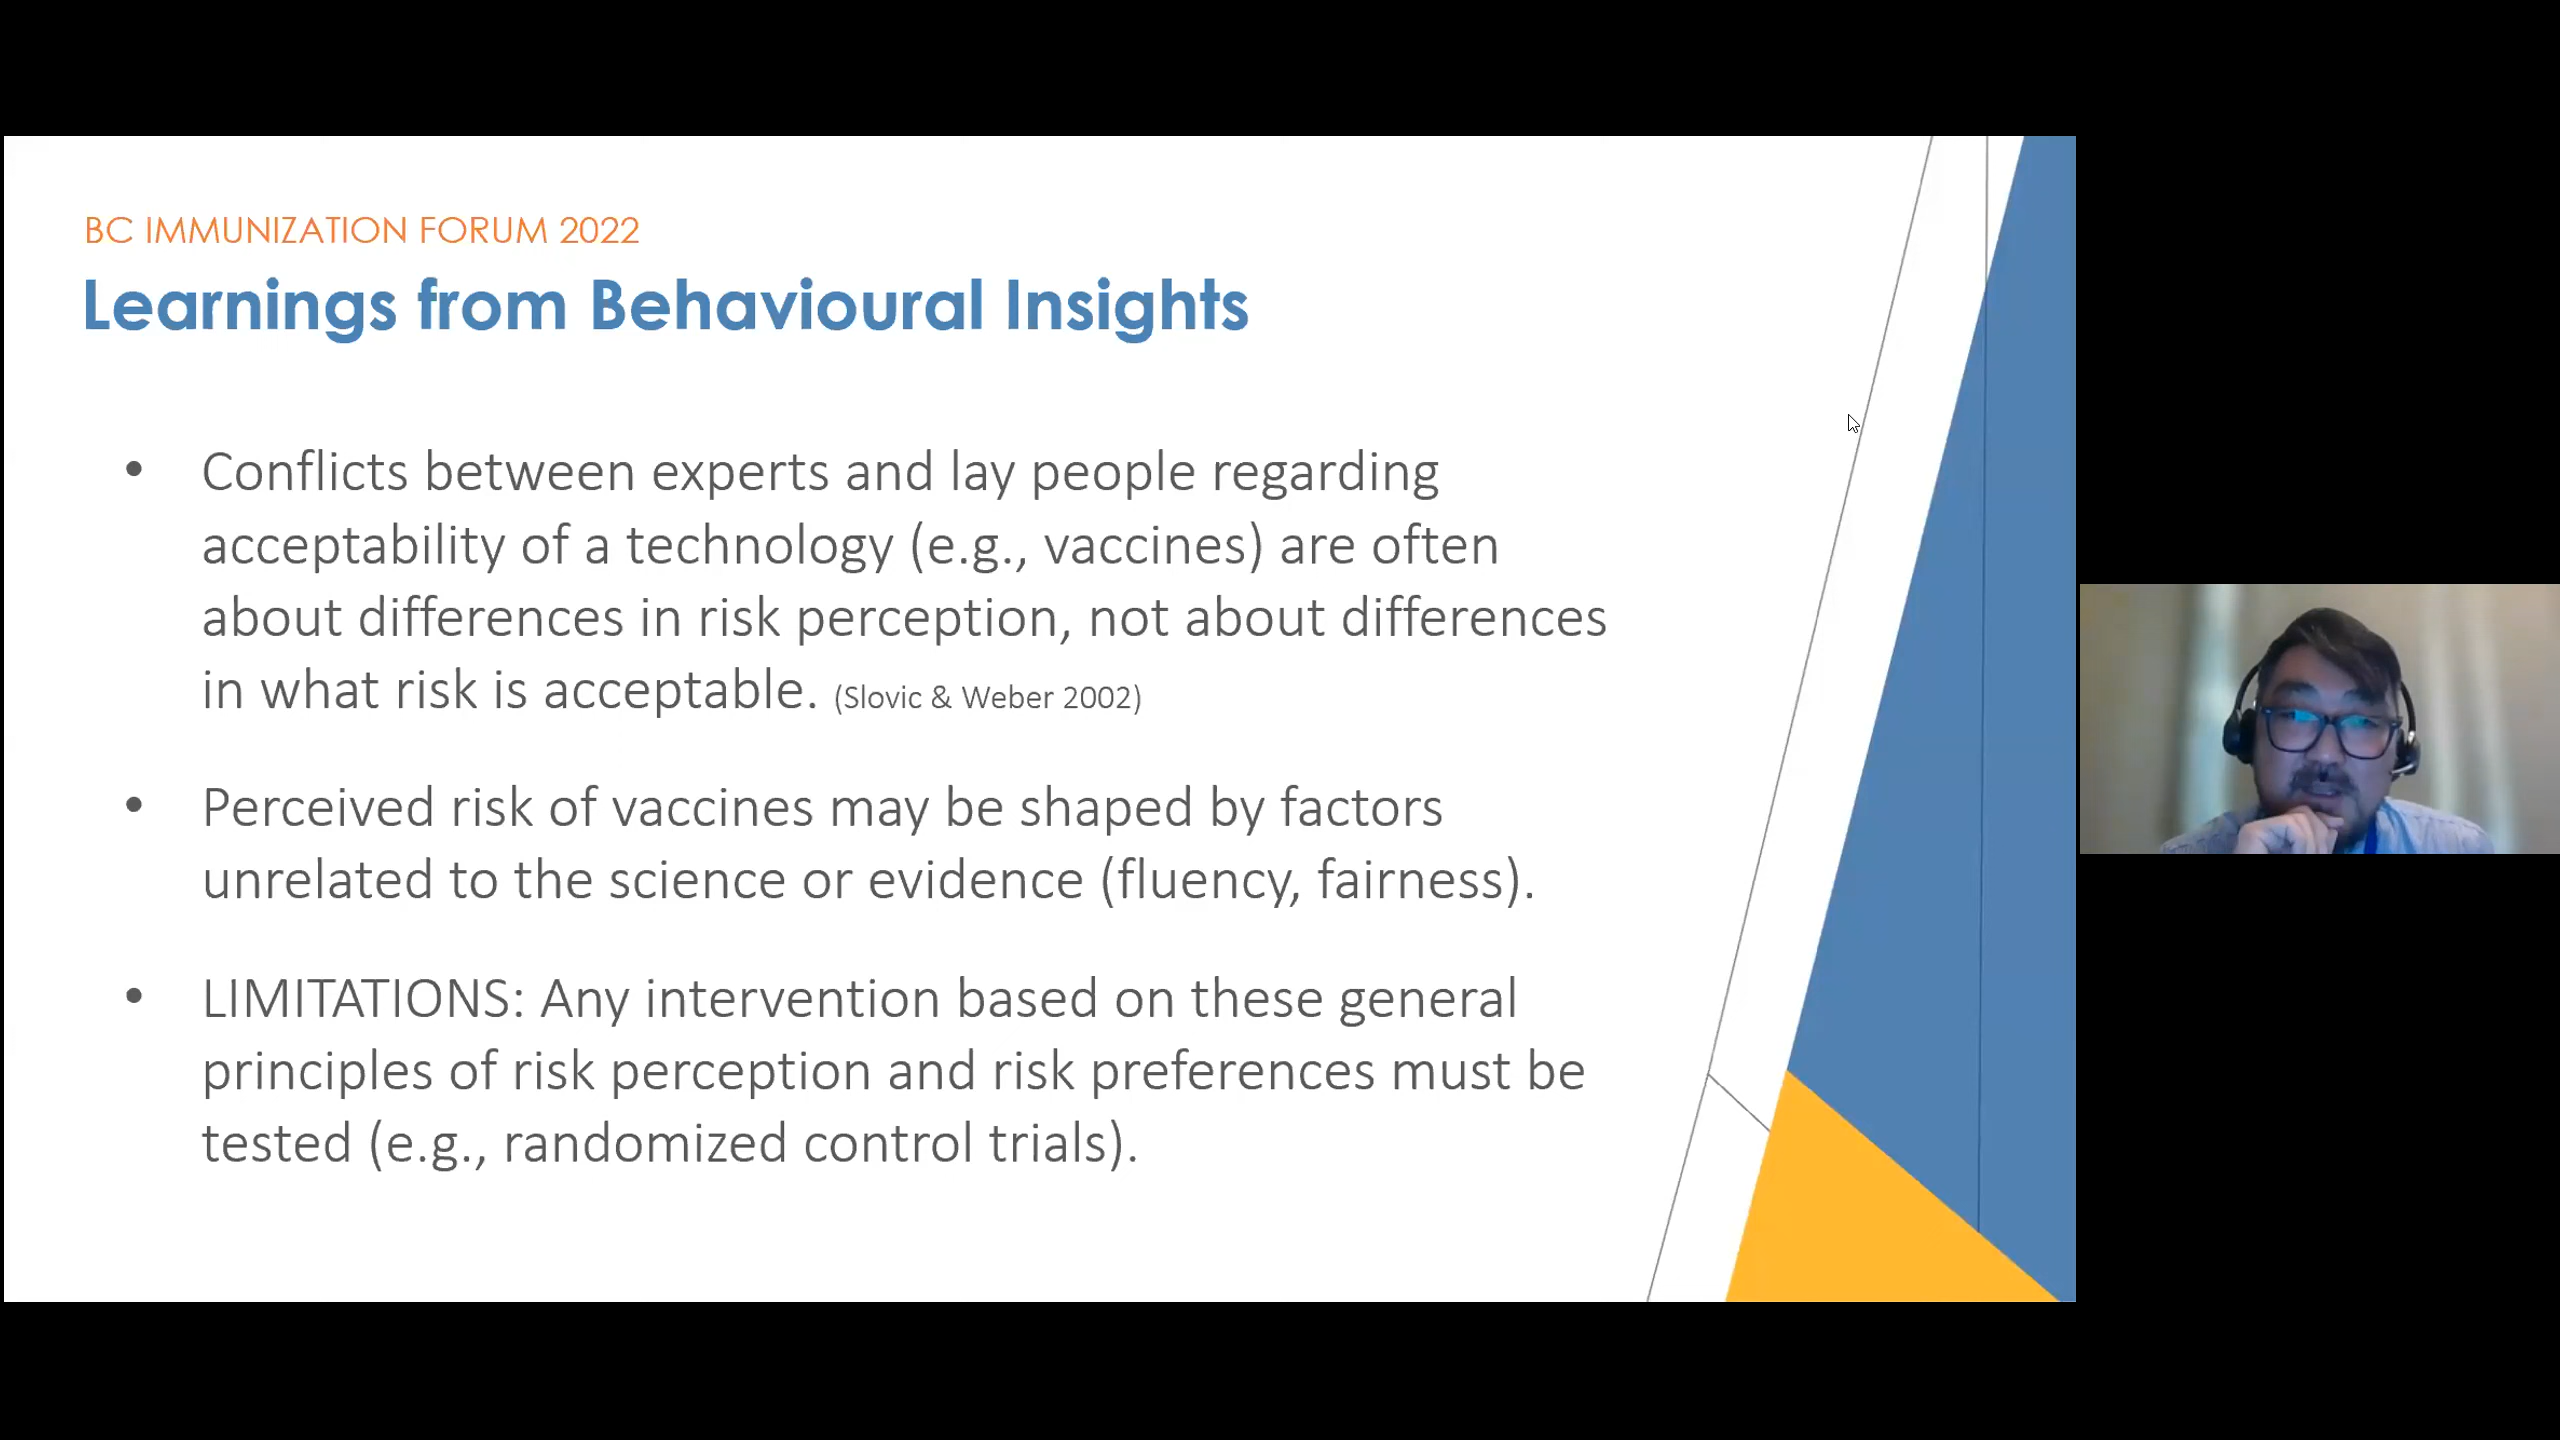 BC IMMUNIZATION FORUM 2022
Learnings from Behavioural Insights
• Conflicts between experts and lay people regarding
acceptability of a technology (e.g., vaccines) are often
about differences in risk perception, not about differences
in what risk is acceptable. (Slovic & Weber 2002)
• Perceived risk of vaccines may be shaped by factors
unrelated to the science or evidence (fluency, fairness).
• LIMITATIONS: Any intervention based on these general
principles of risk perception and risk preferences must be
tested (e.g., randomized control trials).